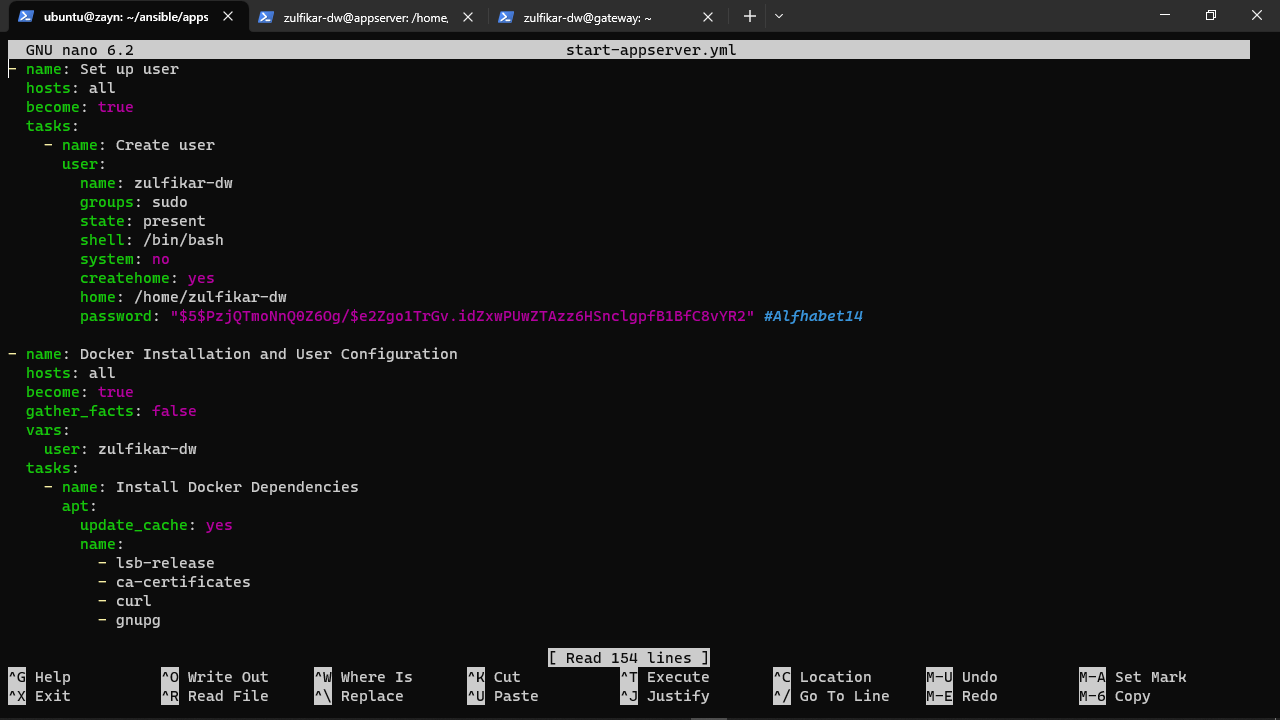 ubuntu@zayn: ~/ansible/apps
zulfikar-dw@appserver: /home,
zulfikar-dw@gateway: ~
GNU nano 6.2 start-appserver.yml
- name: Set up user
  hosts: all
  become: true
  tasks:
    - name: Create user
      user:
        name: zulfikar-dw
        groups: sudo
        state: present
        shell: /bin/bash
        system: no
        createhome: yes
        home: /home/zulfikar-dw
        password: "$5$PzjQTmoNnQ0Z6Og/$e2Zgo1TrGv.idZxwPUwZTAzz6HSnclgpfB1BfC8vYR2" #Alfhabet14

- name: Docker Installation and User Configuration
  hosts: all
  become: true
  gather_facts: false
  vars:
    user: zulfikar-dw
  tasks:
    - name: Install Docker Dependencies
      apt:
        update_cache: yes
        name:
          - lsb-release
          - ca-certificates
          - curl
          - gnupg
[ Read 154 lines ]
^G Help ^O Write Out ^W Where Is ^K Cut ^T Execute ^C Location M-U Undo M-A Set Mark
^X Exit ^R Read File ^\ Replace ^U Paste ^J Justify ^/ Go To Line M-E Redo M-6 Copy